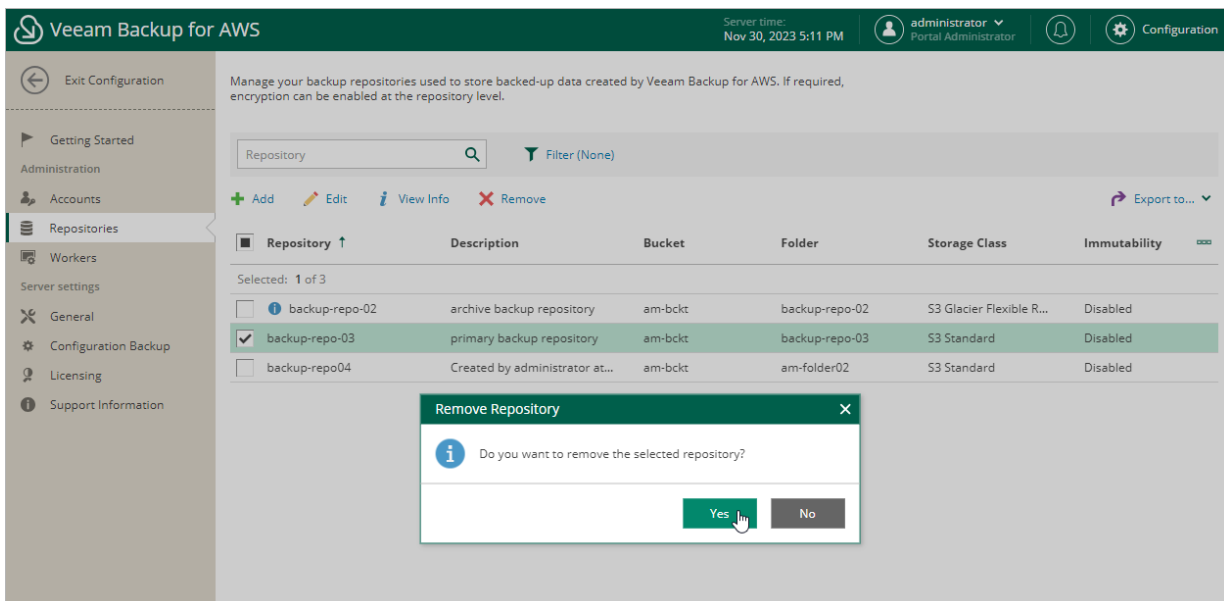 Veeam Backup for AWS
Server time:
Nov 30, 2023 5:11 PM
administrator
Portal Administrator
Configuration
Exit Configuration
Getting Started
Administration
Accounts
Repositories
Workers
Server settings
General
Configuration Backup
Licensing
Support Information
Manage your backup repositories used to store backed-up data created by Veeam Backup for AWS. If required,
encryption can be enabled at the repository level.
Repository
Filter (None)
Add Edit View Info Remove Export to...
Repository ↑ Description Bucket Folder Storage Class Immutability
Selected: 1 of 3
backup-repo-02 archive backup repository am-bckt backup-repo-02 S3 Glacier Flexible R... Disabled
backup-repo-03 primary backup repository am-bckt backup-repo-03 S3 Standard Disabled
backup-repo04 Created by administrator at... am-bckt am-folder02 S3 Standard Disabled
Remove Repository
Do you want to remove the selected repository?
Yes No